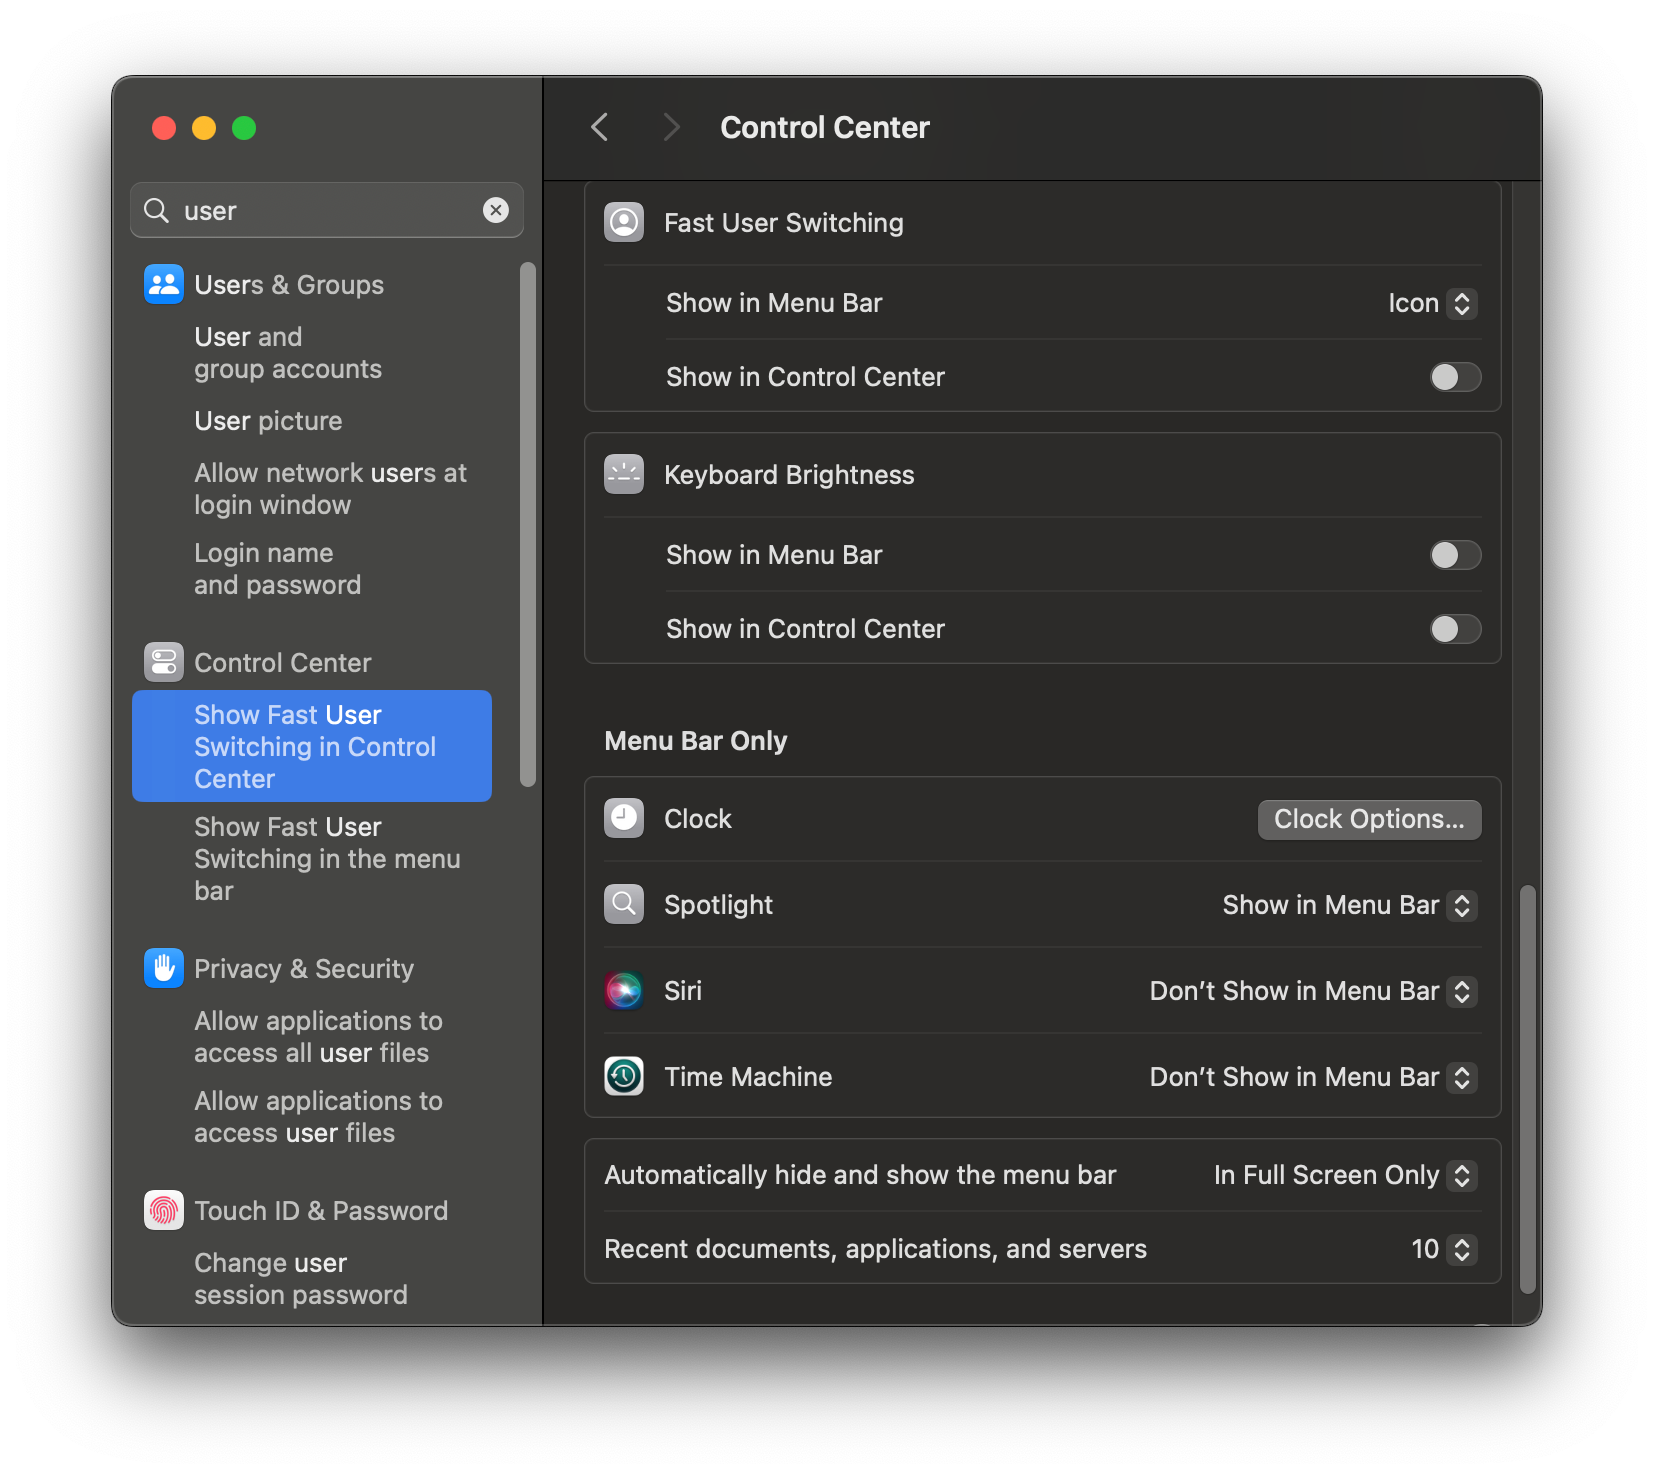 user
Users & Groups
User and
group accounts
User picture
Allow network users at
login window
Login name
and password
Control Center
Show Fast User
Switching in Control
Center
Show Fast User
Switching in the menu
bar
Privacy & Security
Allow applications to
access all user files
Allow applications to
access user files
Touch ID & Password
Change user
session password
Control Center
Fast User Switching
Show in Menu Bar Icon
Show in Control Center
Keyboard Brightness
Show in Menu Bar
Show in Control Center
Menu Bar Only
Clock Clock Options...
Spotlight Show in Menu Bar
Siri Don’t Show in Menu Bar
Time Machine Don’t Show in Menu Bar
Automatically hide and show the menu bar In Full Screen Only
Recent documents, applications, and servers 10